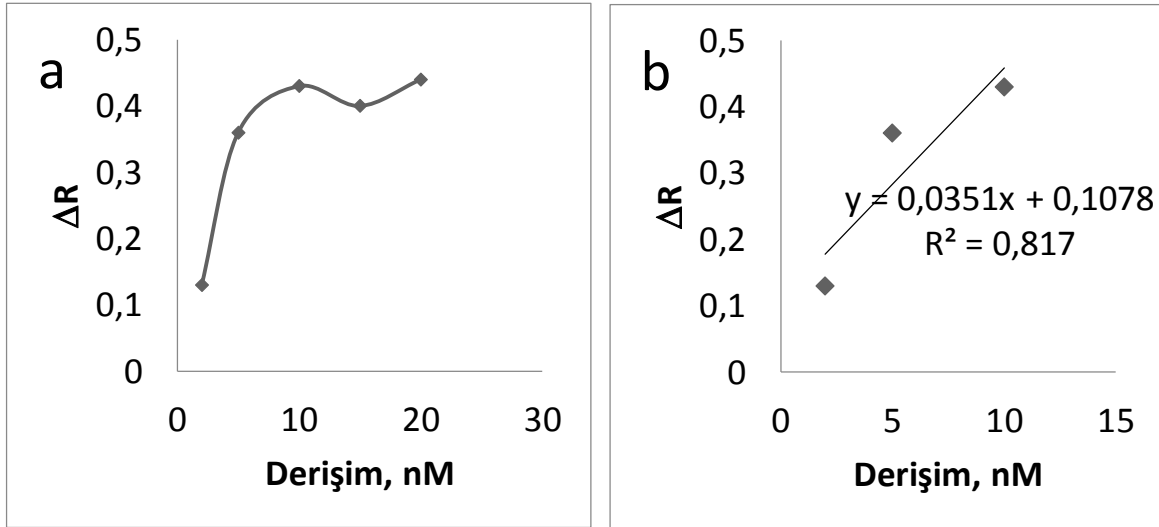 a
0,5
0,4
0,3
0,2
0,1
0
ΔR
0 10 20 30
Derişim, nM
b
0,5
0,4
0,3
0,2
0,1
0
ΔR
y = 0,0351x + 0,1078
R² = 0,817
0 5 10 15
Derişim, nM